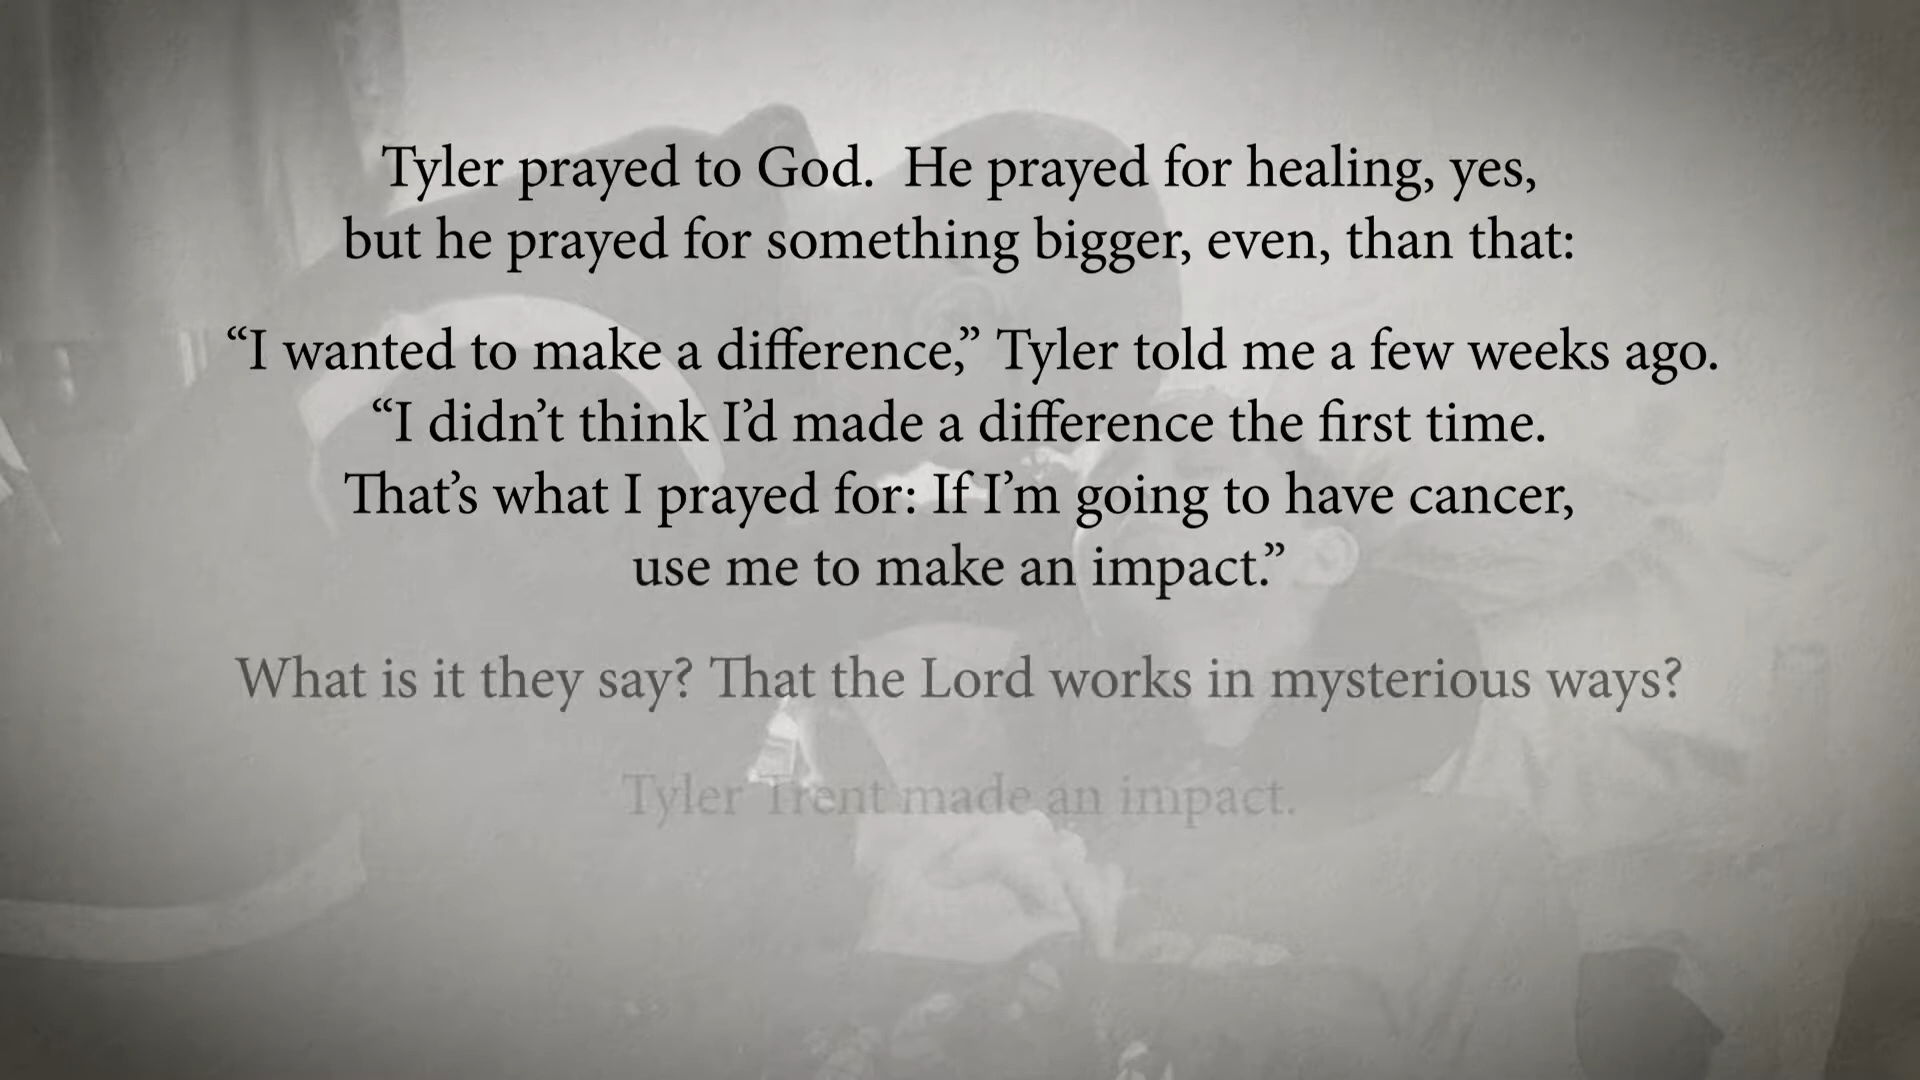 Tyler prayed to God.  He prayed for healing, yes,
but he prayed for something bigger, even, than that:
“I wanted to make a difference,” Tyler told me a few weeks ago.
“I didn’t think I’d made a difference the first time.
That’s what I prayed for: If I’m going to have cancer,
use me to make an impact.”
What is it they say? That the Lord works in mysterious ways?
Tyler Trent made an impact.